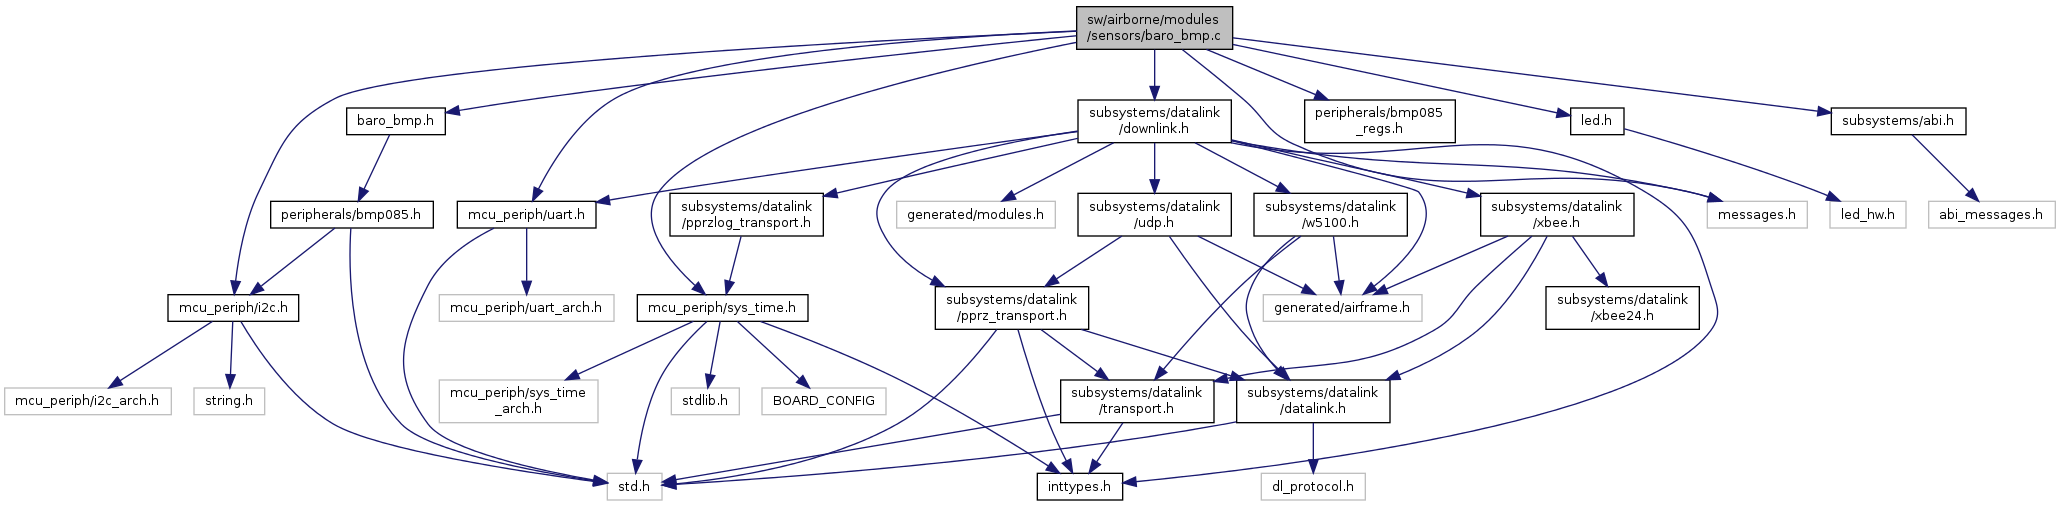 sw/airborne/modules
/sensors/baro_bmp.c
baro_bmp.h
subsystems/datalink
/downlink.h
peripherals/bmp085
_regs.h
led.h
subsystems/abi.h
peripherals/bmp085.h
mcu_periph/uart.h
subsystems/datalink
/pprzlog_transport.h
generated/modules.h
subsystems/datalink
/udp.h
subsystems/datalink
/w5100.h
subsystems/datalink
/xbee.h
messages.h
led_hw.h
abi_messages.h
mcu_periph/i2c.h
mcu_periph/uart_arch.h
mcu_periph/sys_time.h
subsystems/datalink
/pprz_transport.h
generated/airframe.h
subsystems/datalink
/xbee24.h
mcu_periph/i2c_arch.h
string.h
mcu_periph/sys_time
_arch.h
stdlib.h
BOARD_CONFIG
subsystems/datalink
/transport.h
subsystems/datalink
/datalink.h
std.h
inttypes.h
dl_protocol.h